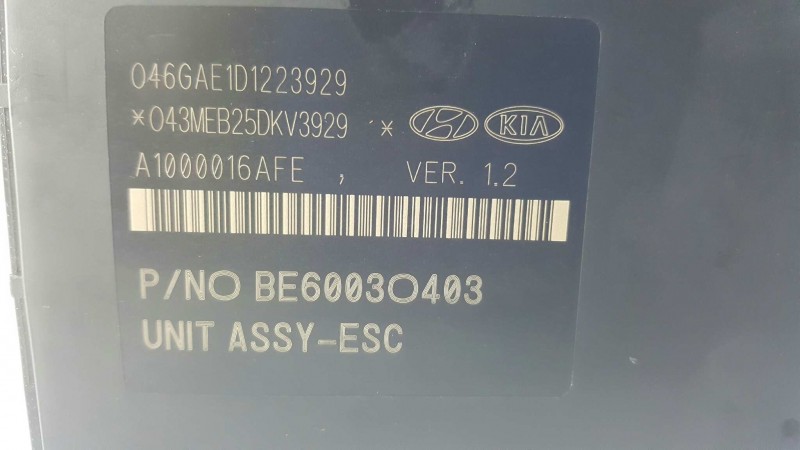 046GAE1D1223929
*043MEB25DKV3929 * KIA
A1000016AFE , VER. 1.2
P/NO BE60030403
UNIT ASSY-ESC